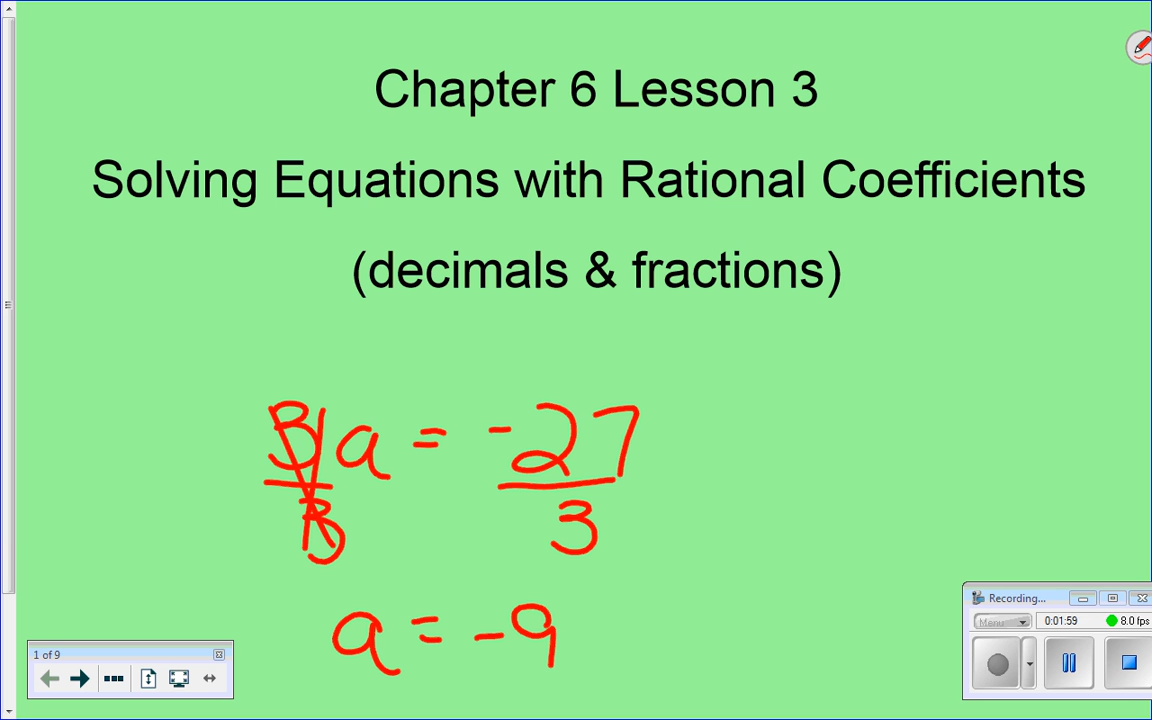 Chapter 6 Lesson 3
Solving Equations with Rational Coefficients
(decimals & fractions)
3a = -27
3 3
a = -9
1 of 9
Recording...
Menu
0:01:59
8.0 fps